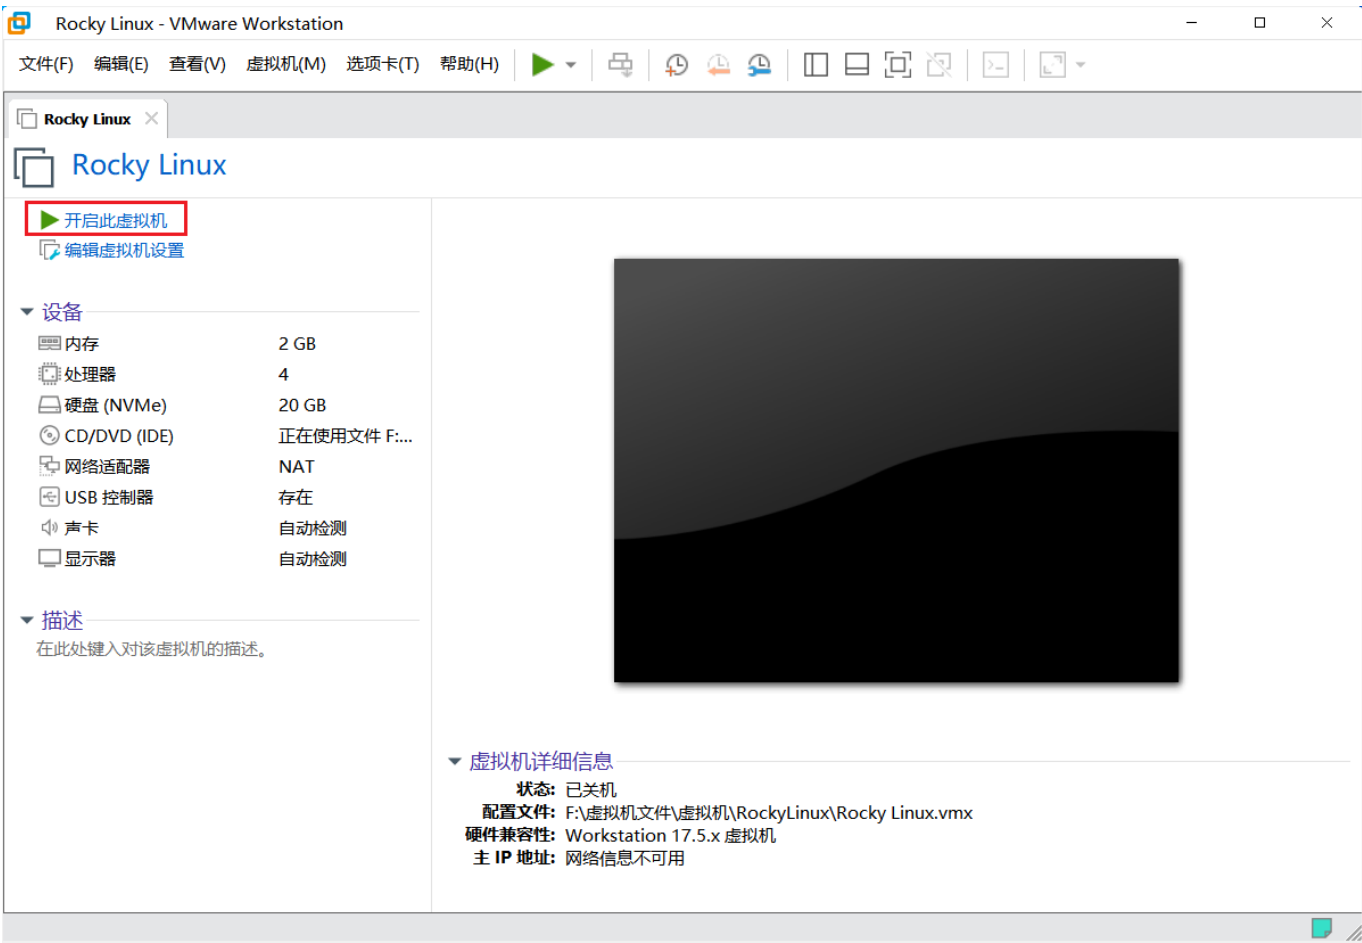 Rocky Linux - VMware Workstation
文件(F) 编辑(E) 查看(V) 虚拟机(M) 选项卡(T) 帮助(H)
Rocky Linux
Rocky Linux
开启此虚拟机
编辑虚拟机设置
设备
内存 2 GB
处理器 4
硬盘 (NVMe) 20 GB
CD/DVD (IDE) 正在使用文件 F:...
网络适配器 NAT
USB 控制器 存在
声卡 自动检测
显示器 自动检测
描述
在此处键入对该虚拟机的描述。
虚拟机详细信息
状态: 已关机
配置文件: F:\虚拟机文件\虚拟机\RockyLinux\Rocky Linux.vmx
硬件兼容性: Workstation 17.5.x 虚拟机
主 IP 地址: 网络信息不可用